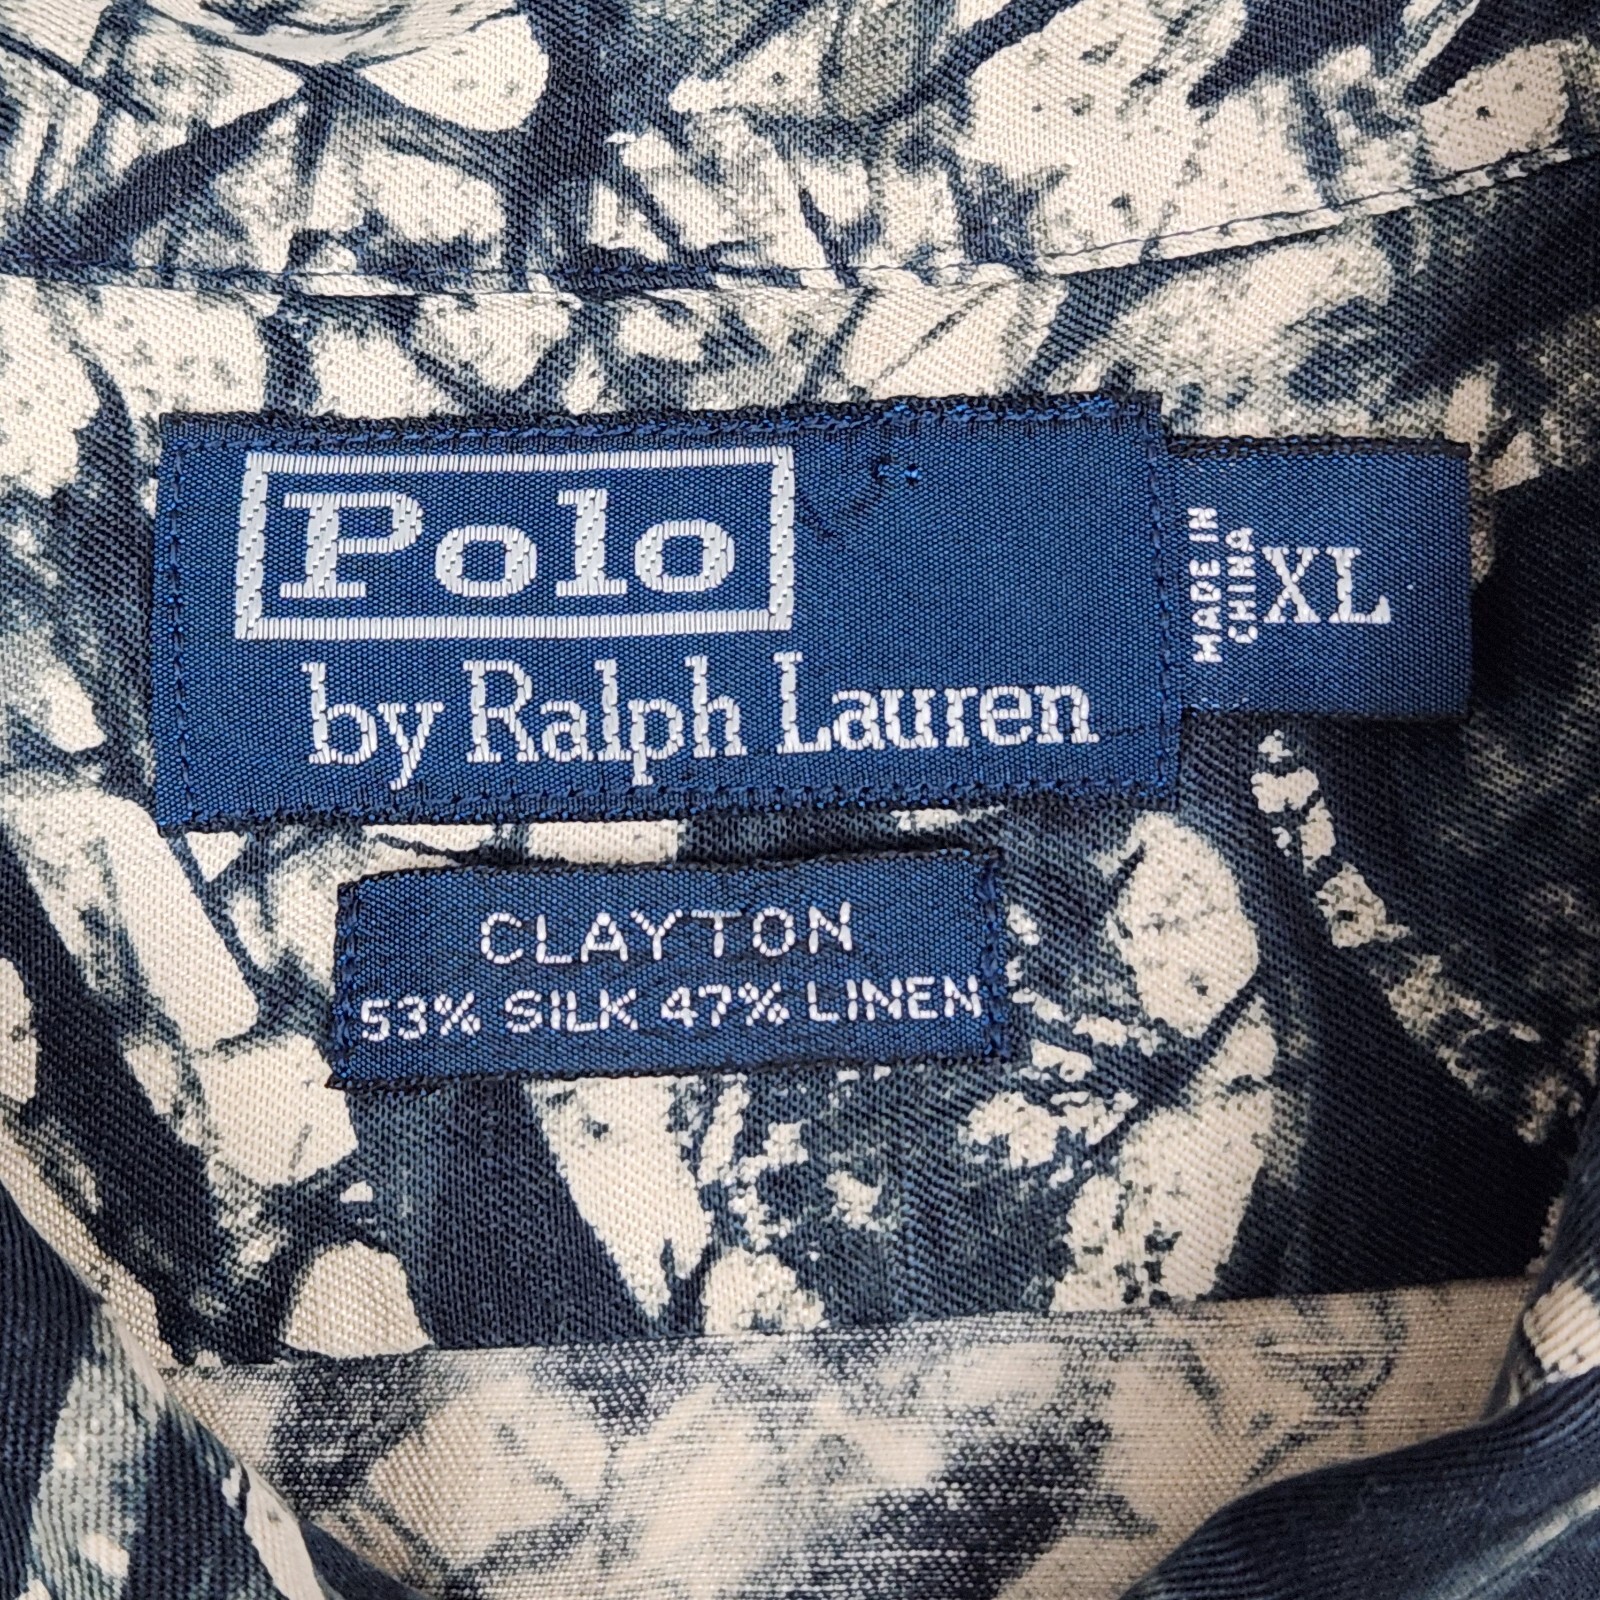 Polo
by Ralph Lauren
MADE IN
CHINA
XL
CLAYTON
53% SILK 47% LINEN